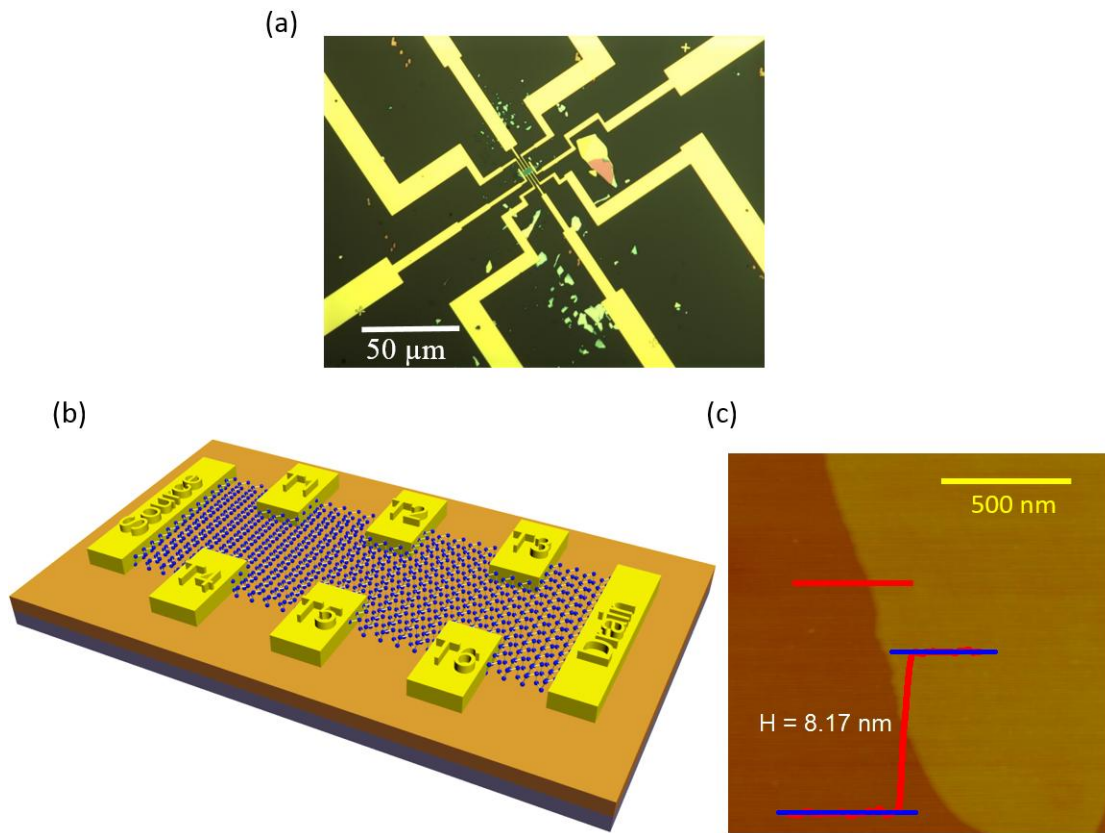 (a)
50 µm
(b)
Source
T1
T2
T3
T4
T5
T6
Drain
(c)
500 nm
H = 8.17 nm